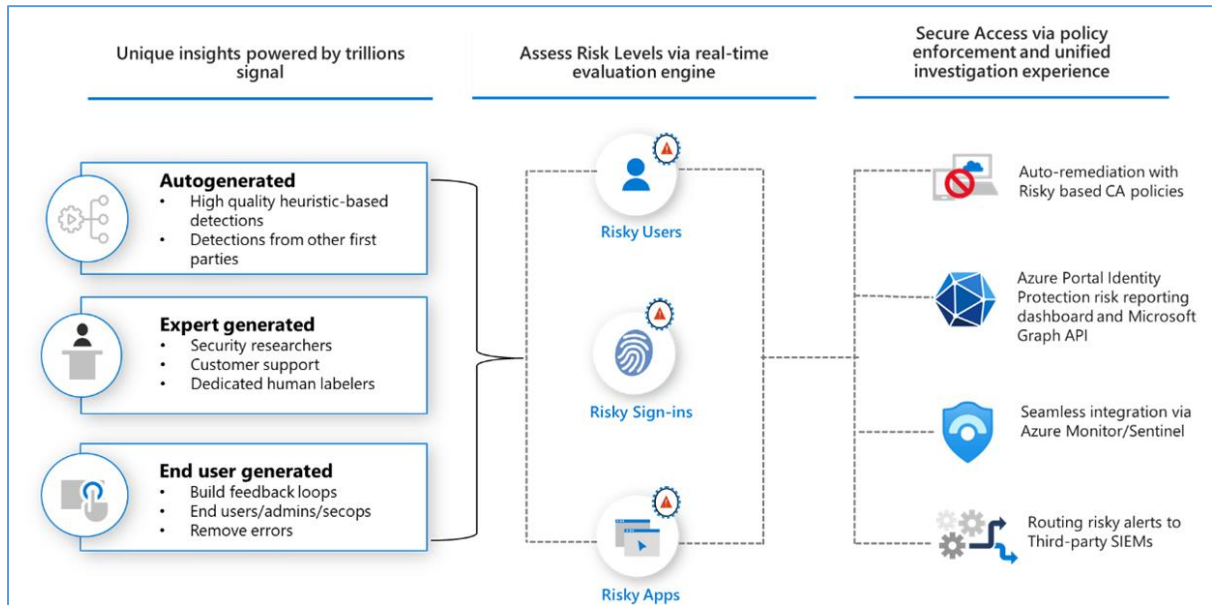 Unique insights powered by trillions
signal
Assess Risk Levels via real-time
evaluation engine
Secure Access via policy
enforcement and unified
investigation experience
Autogenerated
• High quality heuristic-based
detections
• Detections from other first
parties
Expert generated
• Security researchers
• Customer support
• Dedicated human labelers
End user generated
• Build feedback loops
• End users/admins/secops
• Remove errors
Risky Users
Risky Sign-ins
Risky Apps
Auto-remediation with
Risky based CA policies
Azure Portal Identity
Protection risk reporting
dashboard and Microsoft
Graph API
Seamless integration via
Azure Monitor/Sentinel
Routing risky alerts to
Third-party SIEMs